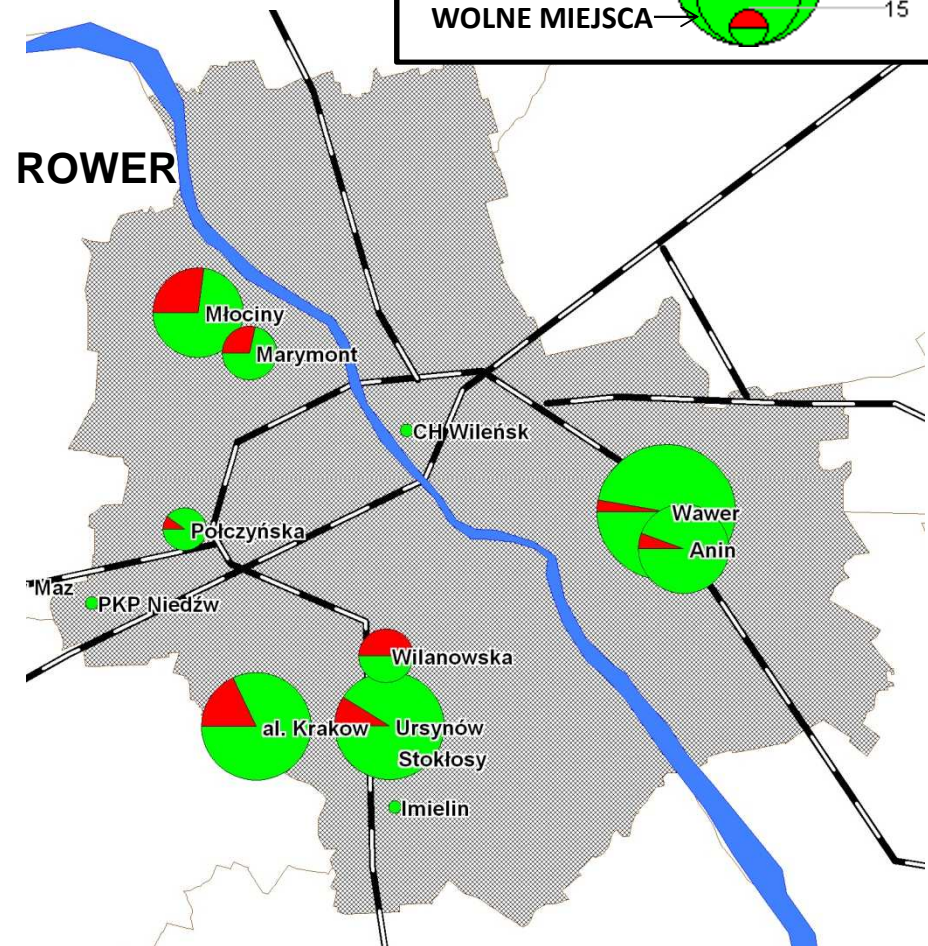 WOLNE MIEJSCA
15
ROWER
Młociny
Marymont
CH Wileńsk
Połczyńska
Wawer
Anin
Maz
PKP Niedźw
Wilanowska
al. Krakow
Ursynów
Stokłosy
Imielin